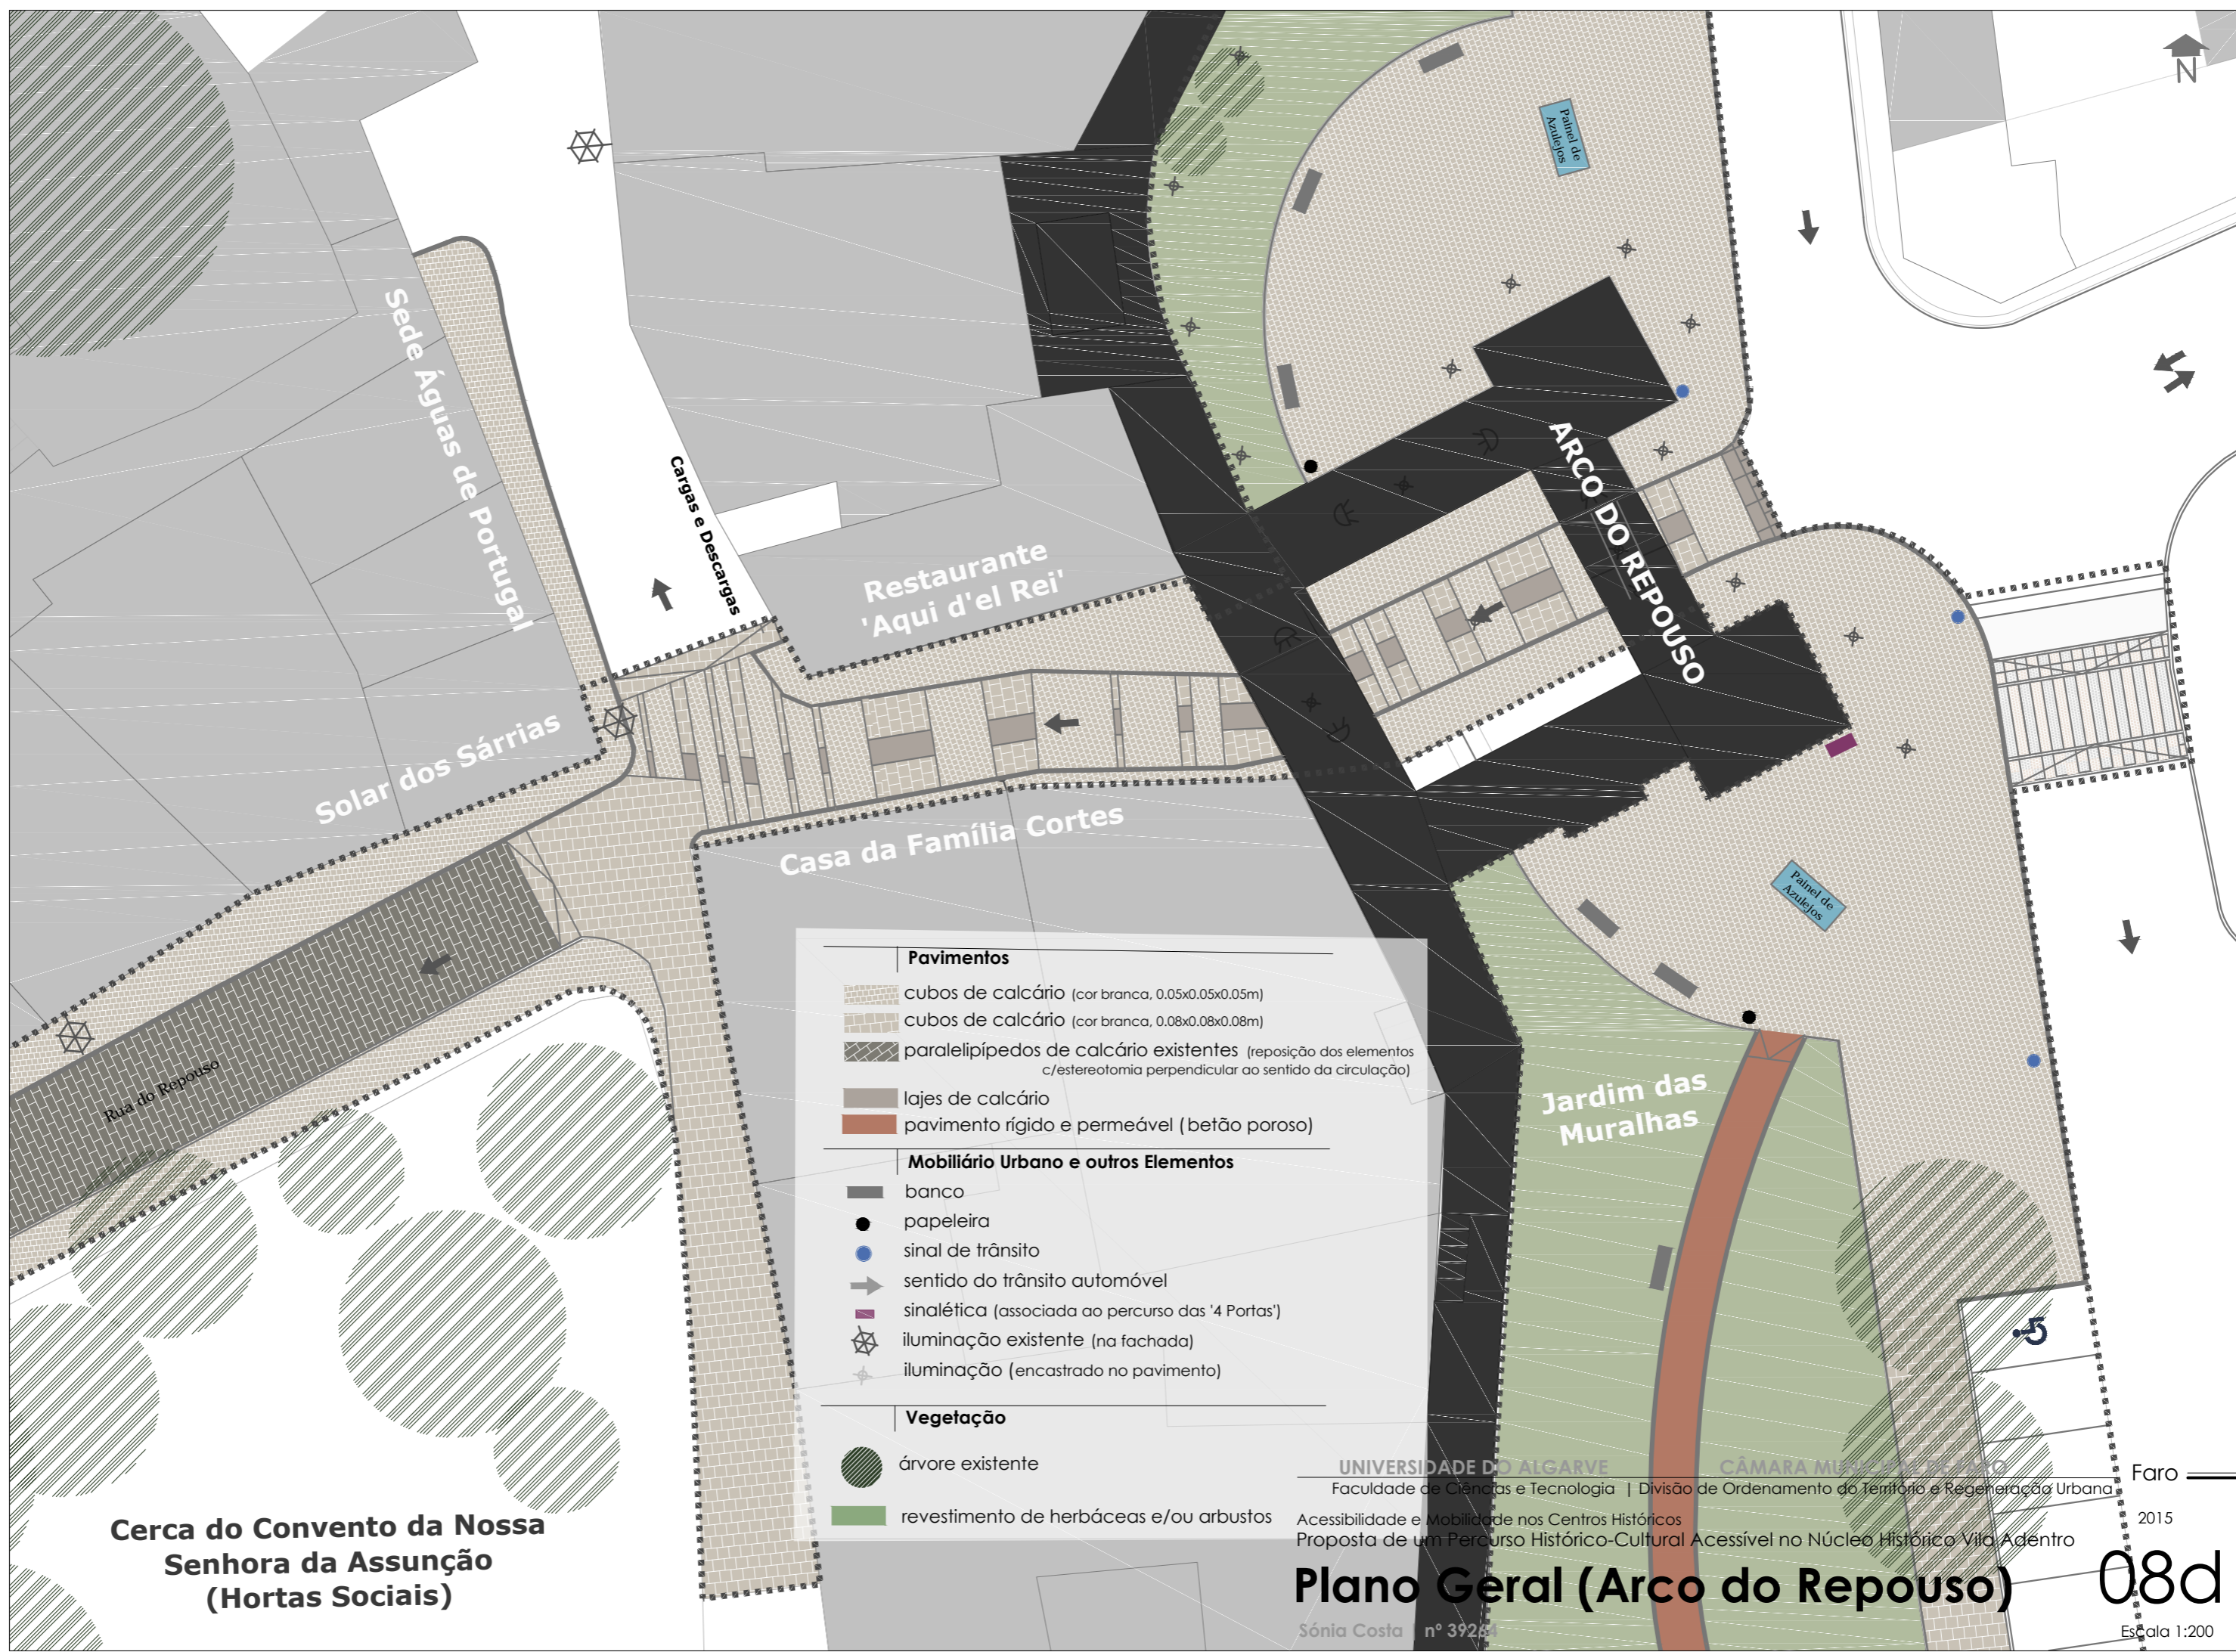 N
Painel de
Azulejos
Sede Águas de Portugal
Cargas e Descargas
Restaurante
'Aqui d'el Rei'
ARCO DO REPOUSO
Solar dos Sárrias
Casa da Família Cortes
Painel de
Azulejos
Rua do Repouso
Jardim das
Muralhas
Pavimentos
cubos de calcário (cor branca, 0.05x0.05x0.05m)
cubos de calcário (cor branca, 0.08x0.08x0.08m)
paralelipípedos de calcário existentes (reposição dos elementos
c/estereotomia perpendicular ao sentido da circulação)
lajes de calcário
pavimento rígido e permeável (betão poroso)
Mobiliário Urbano e outros Elementos
banco
papeleira
sinal de trânsito
sentido do trânsito automóvel
sinalética (associada ao percurso das '4 Portas')
iluminação existente (na fachada)
iluminação (encastrado no pavimento)
Vegetação
árvore existente
revestimento de herbáceas e/ou arbustos
Cerca do Convento da Nossa
Senhora da Assunção
(Hortas Sociais)
UNIVERSIDADE DO ALGARVE CÂMARA MUNICIPAL DE FARO
Faculdade de Ciências e Tecnologia | Divisão de Ordenamento do Território e Regeneração Urbana
Faro
Acessibilidade e Mobilidade nos Centros Históricos
2015
Proposta de um Percurso Histórico-Cultural Acessível no Núcleo Histórico Vila Adentro
Plano Geral (Arco do Repouso)
08d
Sónia Costa | nº 39264
Escala 1:200